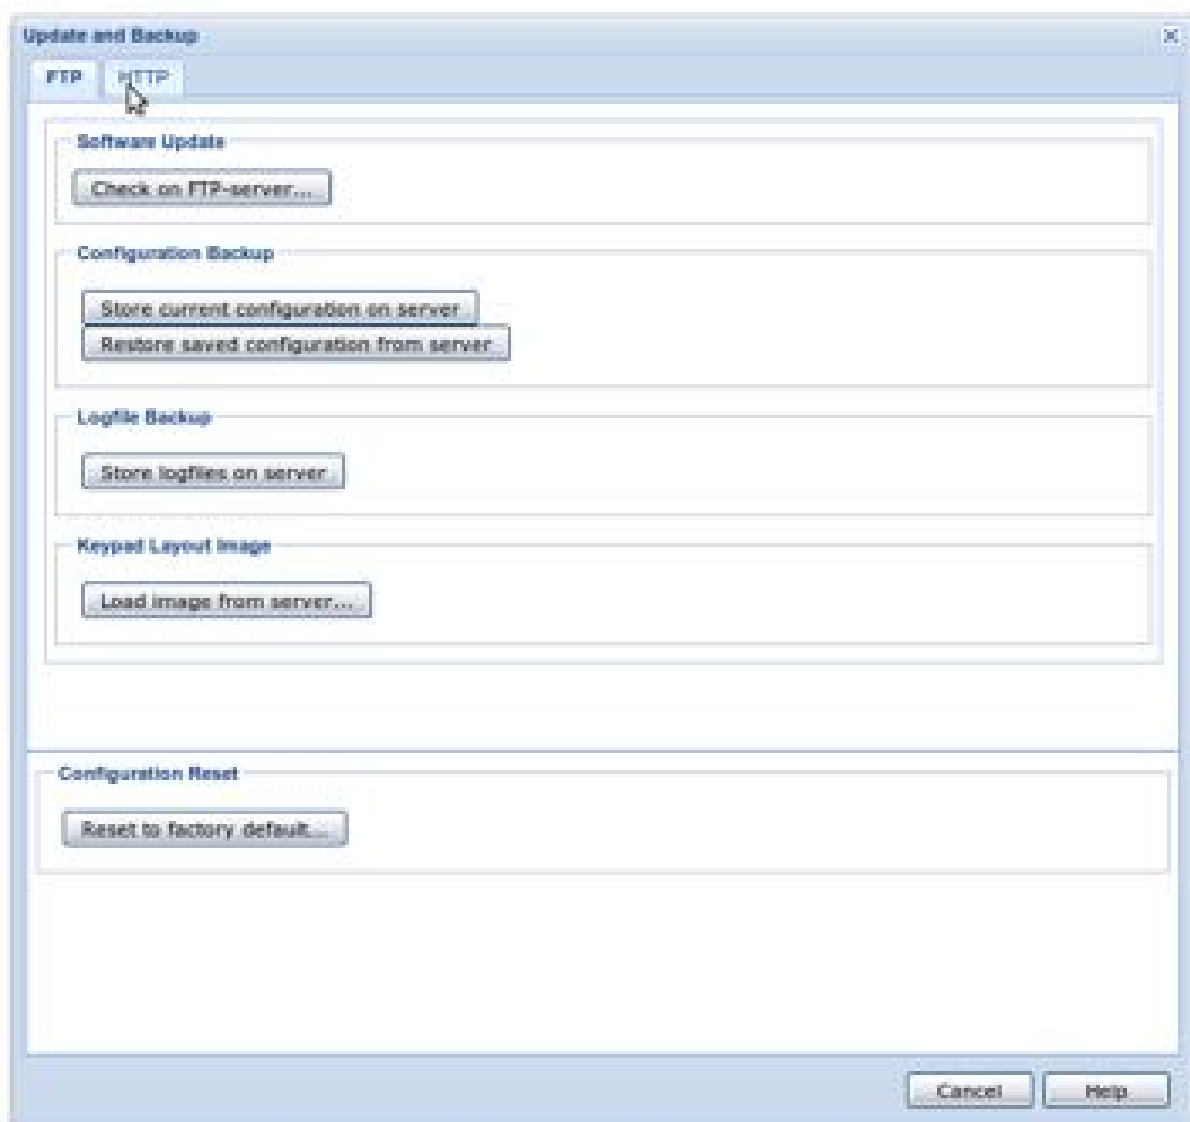 Update and Backup
FTP HTTP
Software Update
Check on FTP-server...
Configuration Backup
Store current configuration on server
Restore saved configuration from server
Logfile Backup
Store logfiles on server
Keypad Layout Image
Load image from server...
Configuration Reset
Reset to factory default...
Cancel Help